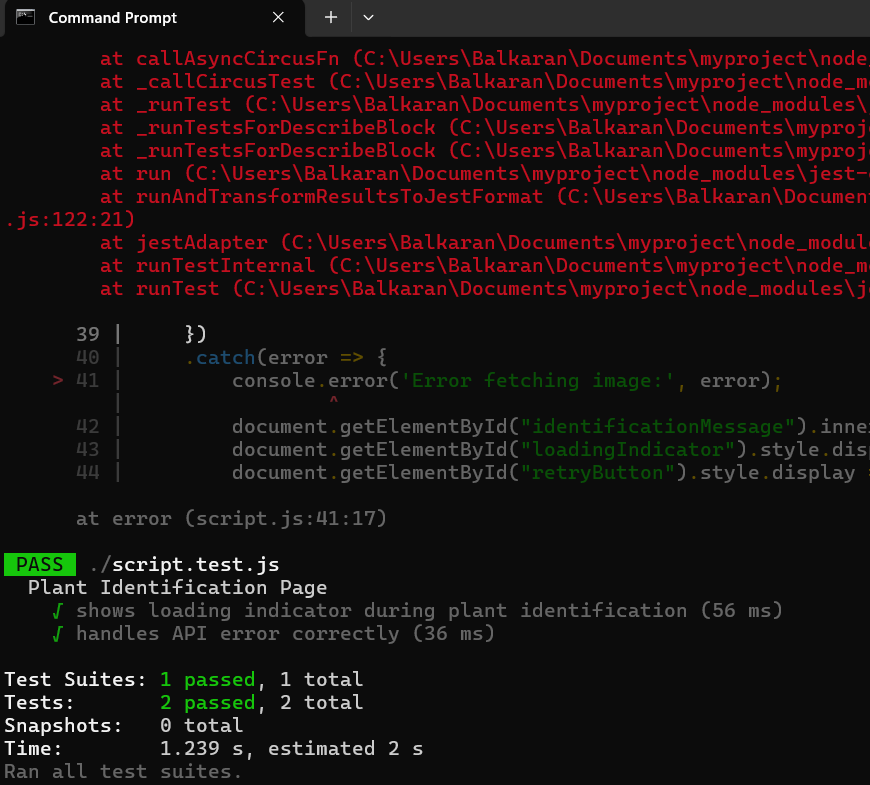 Command Prompt
at callAsyncCircusFn (C:\Users\Balkaran\Documents\myproject\node_
at _callCircusTest (C:\Users\Balkaran\Documents\myproject\node_m
at _runTest (C:\Users\Balkaran\Documents\myproject\node_modules\
at _runTestsForDescribeBlock (C:\Users\Balkaran\Documents\myproj
at _runTestsForDescribeBlock (C:\Users\Balkaran\Documents\myproj
at run (C:\Users\Balkaran\Documents\myproject\node_modules\jest-
at runAndTransformResultsToJestFormat (C:\Users\Balkaran\Documen
.js:122:21)
at jestAdapter (C:\Users\Balkaran\Documents\myproject\node_modul
at runTestInternal (C:\Users\Balkaran\Documents\myproject\node_m
at runTest (C:\Users\Balkaran\Documents\myproject\node_modules\j
39 | })
40 | .catch(error => {
> 41 | console.error('Error fetching image:', error);
| ^
42 | document.getElementById("identificationMessage").inne
43 | document.getElementById("loadingIndicator").style.dis
44 | document.getElementById("retryButton").style.display =
at error (script.js:41:17)
PASS ./script.test.js
Plant Identification Page
√ shows loading indicator during plant identification (56 ms)
√ handles API error correctly (36 ms)
Test Suites: 1 passed, 1 total
Tests: 2 passed, 2 total
Snapshots: 0 total
Time: 1.239 s, estimated 2 s
Ran all test suites.